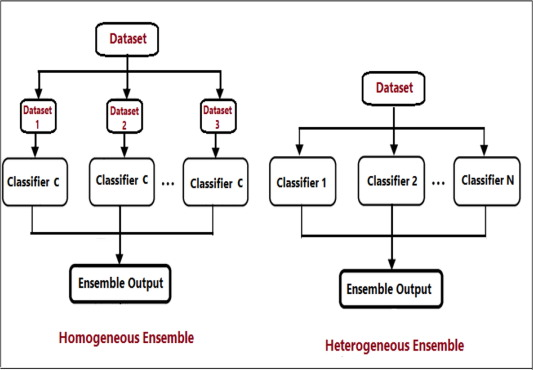 Dataset
Dataset
1
Dataset
2
Dataset
3
Classifier C
Classifier C
...
Classifier C
Ensemble Output
Homogeneous Ensemble
Dataset
Classifier 1
Classifier 2
...
Classifier N
Ensemble Output
Heterogeneous Ensemble